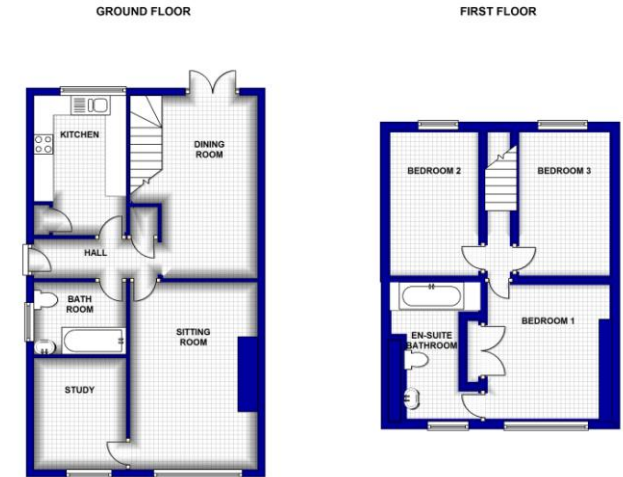 GROUND FLOOR
FIRST FLOOR
KITCHEN
DINING
ROOM
HALL
BATH
ROOM
SITTING
ROOM
STUDY
BEDROOM 2
BEDROOM 3
EN-SUITE
BATHROOM
BEDROOM 1